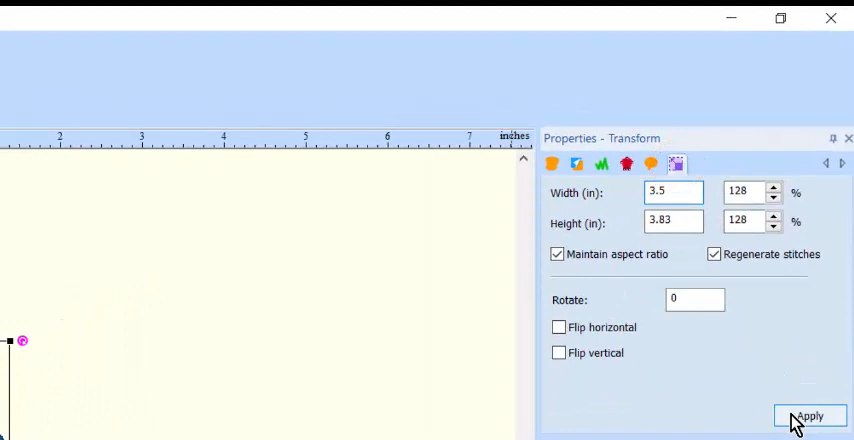 2 3 4 5 6 7 inches
Properties - Transform
Width (in): 3.5 128 %
Height (in): 3.83 128 %
Maintain aspect ratio Regenerate stitches
Rotate: 0
Flip horizontal
Flip vertical
Apply